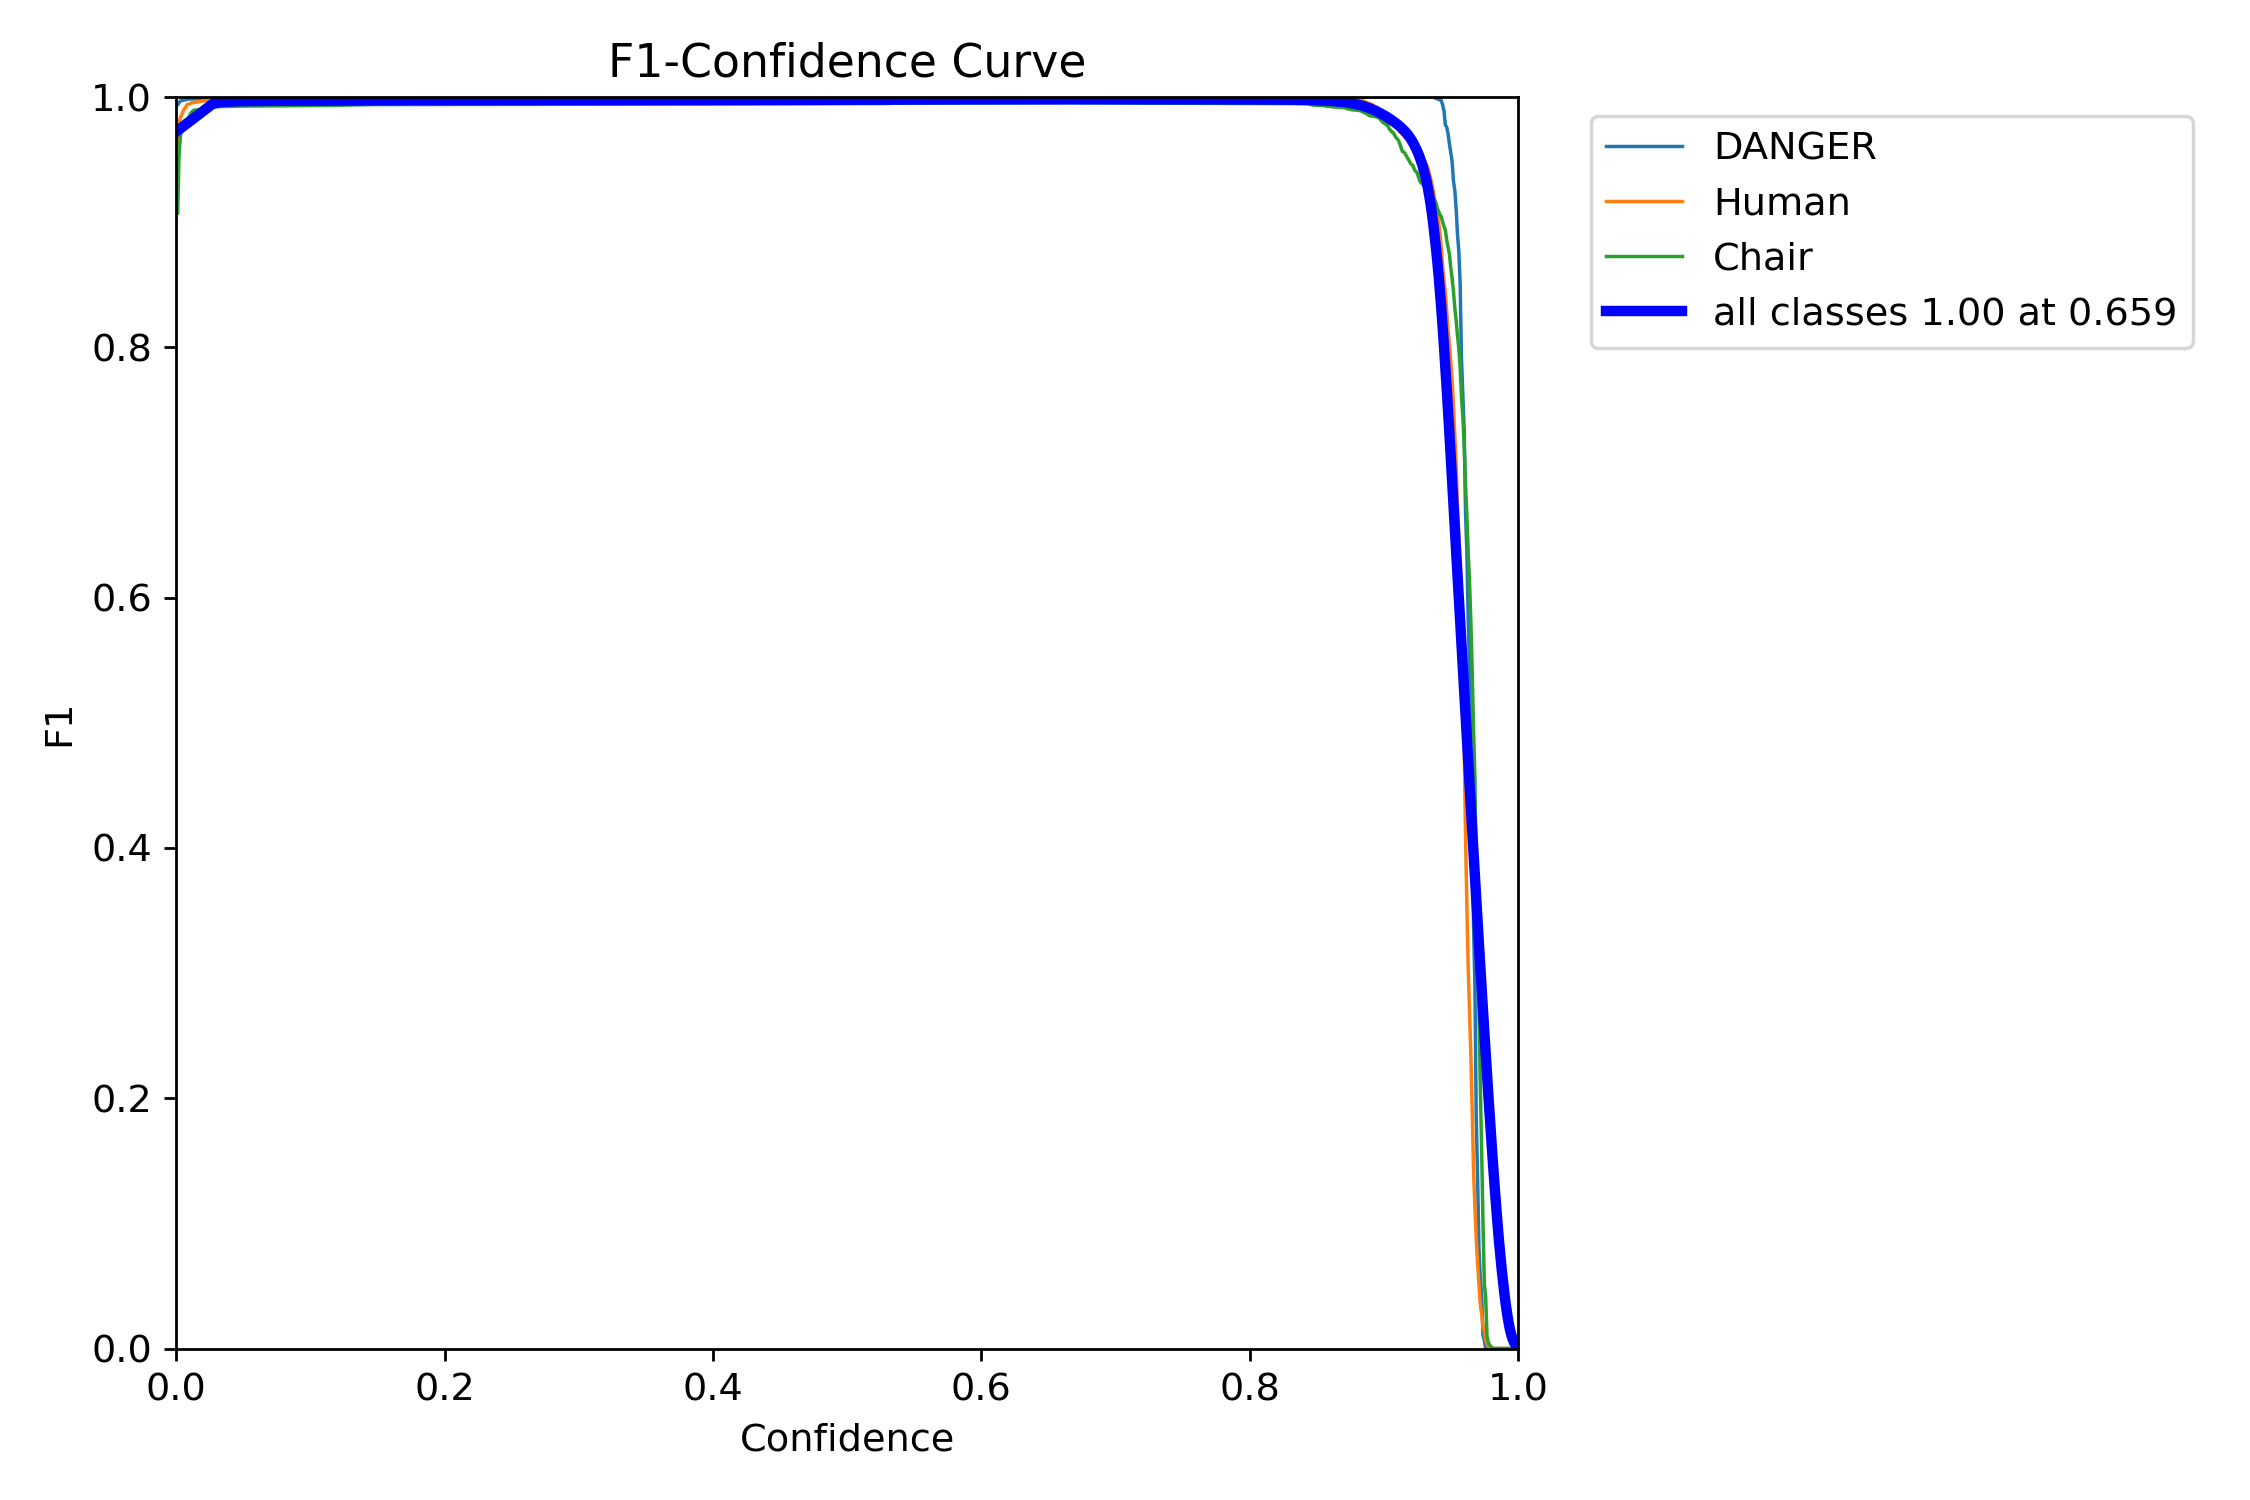 F1-Confidence Curve
1.0
0.8
0.6
0.4
0.2
0.0
F1
0.0 0.2 0.4 0.6 0.8 1.0
Confidence
DANGER
Human
Chair
all classes 1.00 at 0.659